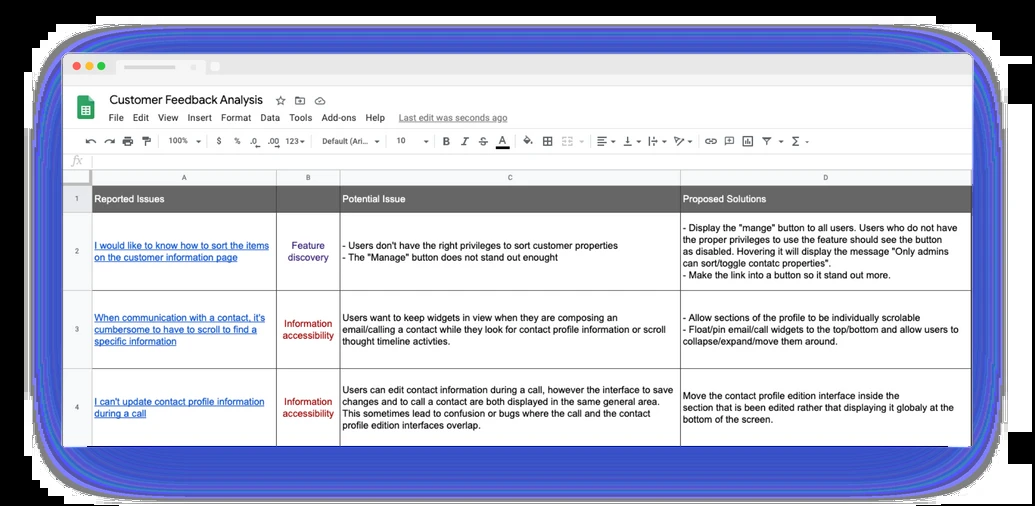 Customer Feedback Analysis
File Edit View Insert Format Data Tools Add-ons Help Last edit was seconds ago
100% $ % .0 .00 123 Default (Ari... 10 B I S A
fx
A B C D
1 Reported Issues Potential Issue Proposed Solutions
2
I would like to know how to sort the items
on the customer information page
Feature
discovery
- Users don't have the right privileges to sort customer properties
- The "Manage" button does not stand out enought
- Display the "mange" button to all users. Users who do not have
the proper privileges to use the feature should see the button
as disabled. Hovering it will display the message "Only admins
can sort/toggle contatc properties".
- Make the link into a button so it stand out more.
3
When communication with a contact, it's
cumbersome to have to scroll to find a
specific information
Information
accessibility
Users want to keep widgets in view when they are composing an
email/calling a contact while they look for contact profile information or scroll
thought timeline activties.
- Allow sections of the profile to be individually scrolable
- Float/pin email/call widgets to the top/bottom and allow users to
collapse/expand/move them around.
4
I can't update contact profile information
during a call
Information
accessibility
Users can edit contact information during a call, however the interface to save
changes and to call a contact are both displayed in the same general area.
This sometimes lead to confusion or bugs where the call and the contact
profile edition interfaces overlap.
Move the contact profile edition interface inside the
section that is been edited rather that displaying it globaly at the
bottom of the screen.